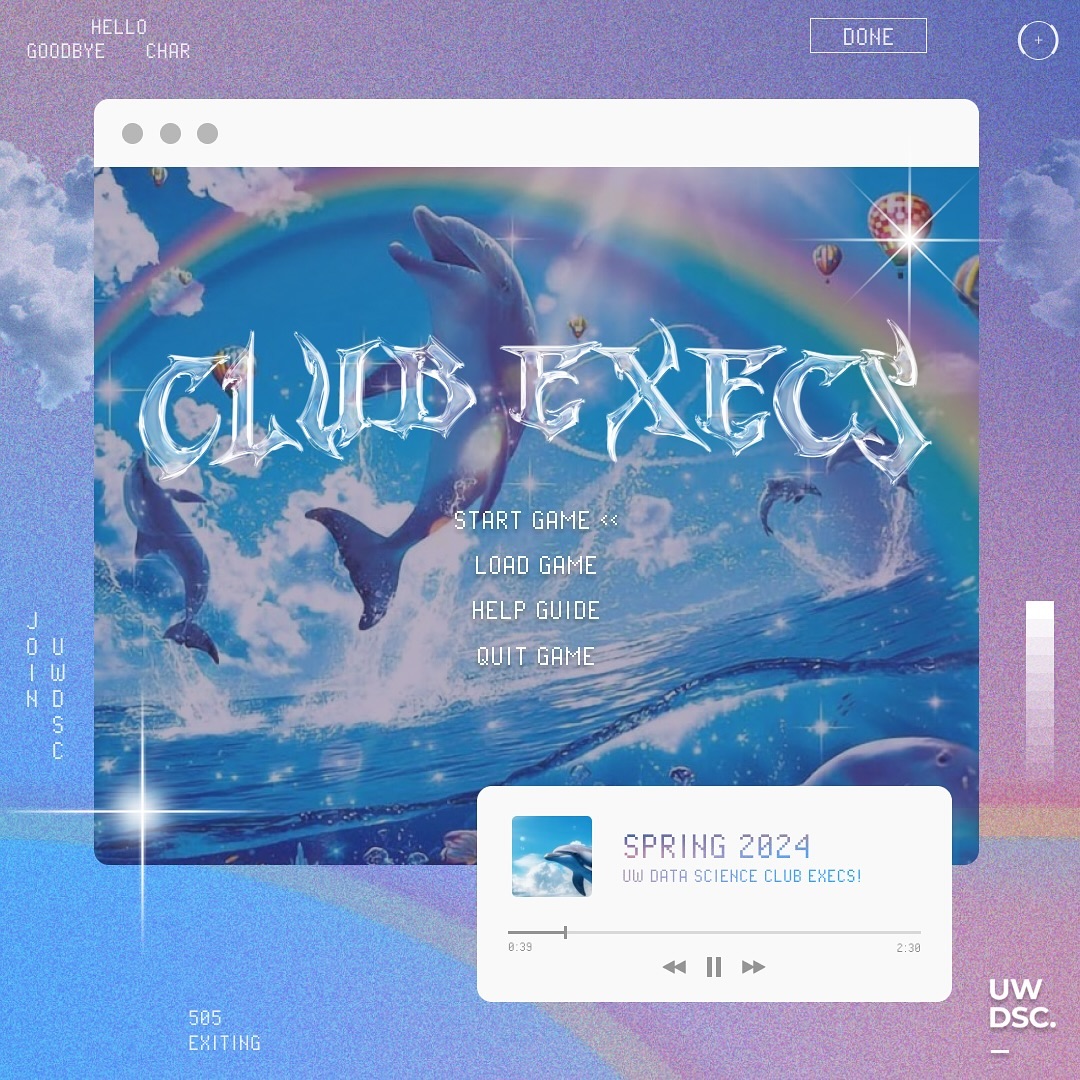 HELLO
GOODBYE CHAR
DONE
CLUB EXECS
START GAME <<
LOAD GAME
HELP GUIDE
QUIT GAME
JOIN
UWDSC
SPRING 2024
UW DATA SCIENCE CLUB EXECS!
0:39 2:30
505
EXITING
UW
DSC.